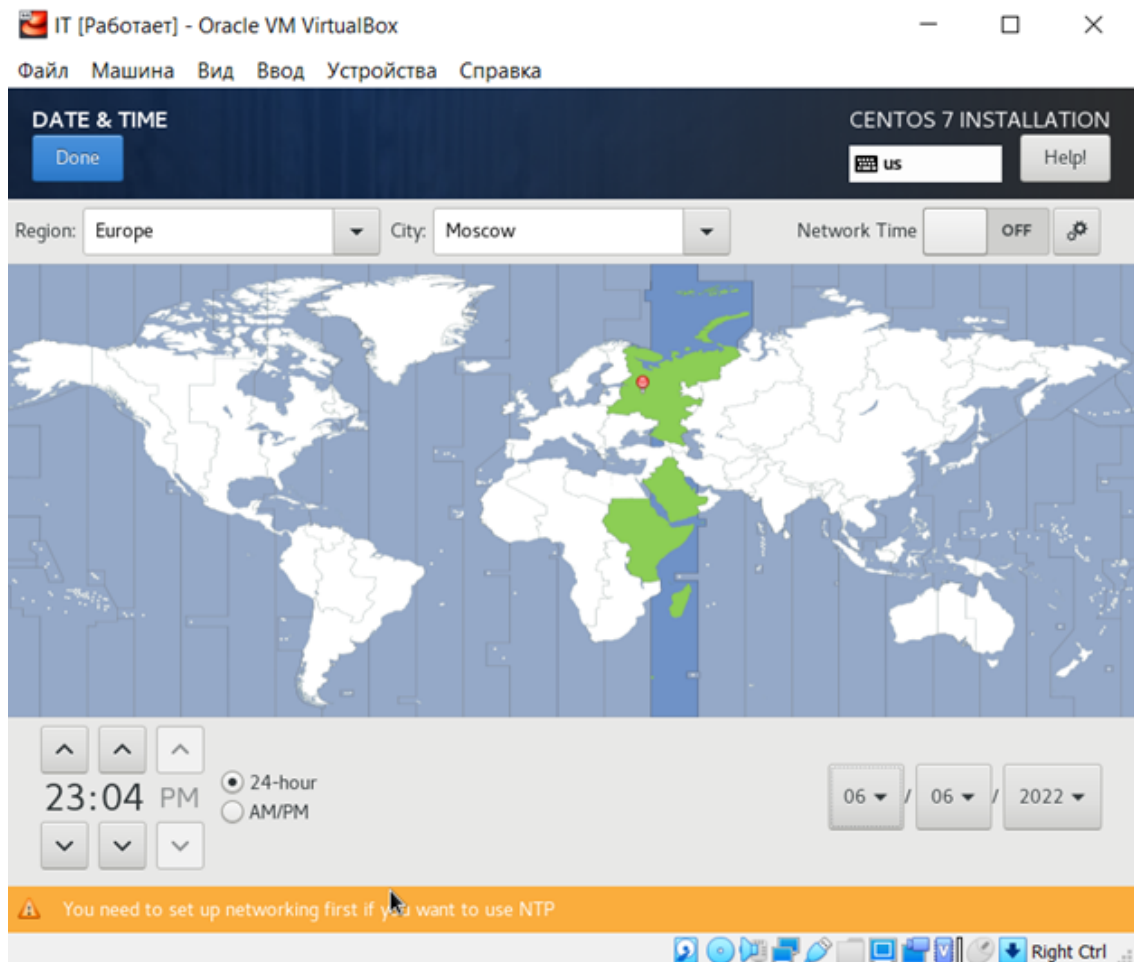 IT [Работает] - Oracle VM VirtualBox
Файл Машина Вид Ввод Устройства Справка
DATE & TIME
CENTOS 7 INSTALLATION
Done
us
Help!
Region: Europe City: Moscow Network Time OFF
24-hour
23:04 PM
AM/PM
06 / 06 / 2022
You need to set up networking first if you want to use NTP
Right Ctrl